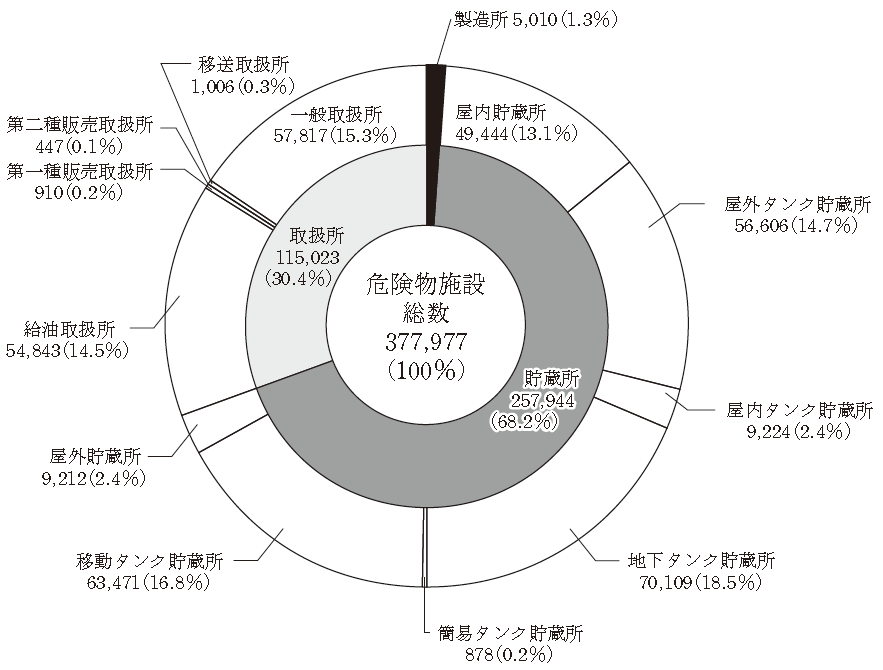 製造所 5,010(1.3%)
移送取扱所
1,006(0.3%)
一般取扱所
57,817(15.3%)
屋内貯蔵所
49,444(13.1%)
第二種販売取扱所
447(0.1%)
第一種販売取扱所
910(0.2%)
屋外タンク貯蔵所
56,606(14.7%)
取扱所
115,023
(30.4%)
危険物施設
総数
377,977
(100%)
給油取扱所
54,843(14.5%)
貯蔵所
257,944
(68.2%)
屋内タンク貯蔵所
9,224(2.4%)
屋外貯蔵所
9,212(2.4%)
移動タンク貯蔵所
63,471(16.8%)
地下タンク貯蔵所
70,109(18.5%)
簡易タンク貯蔵所
878(0.2%)